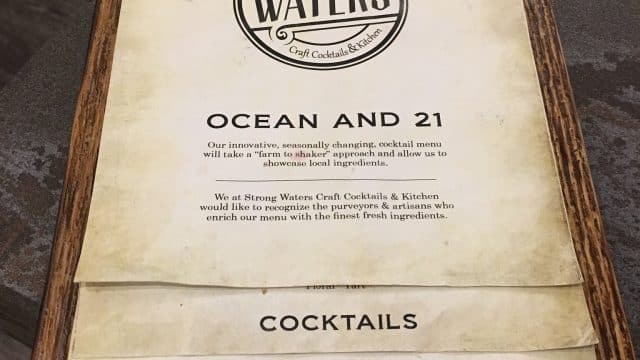 WATERS
Craft Cocktails & Kitchen
OCEAN AND 21
Our innovative, seasonally changing, cocktail menu
will take a "farm to shaker" approach and allow us to
showcase local ingredients.
We at Strong Waters Craft Cocktails & Kitchen
would like to recognize the purveyors & artisans who
enrich our menu with the finest fresh ingredients.
Floral Tart
COCKTAILS